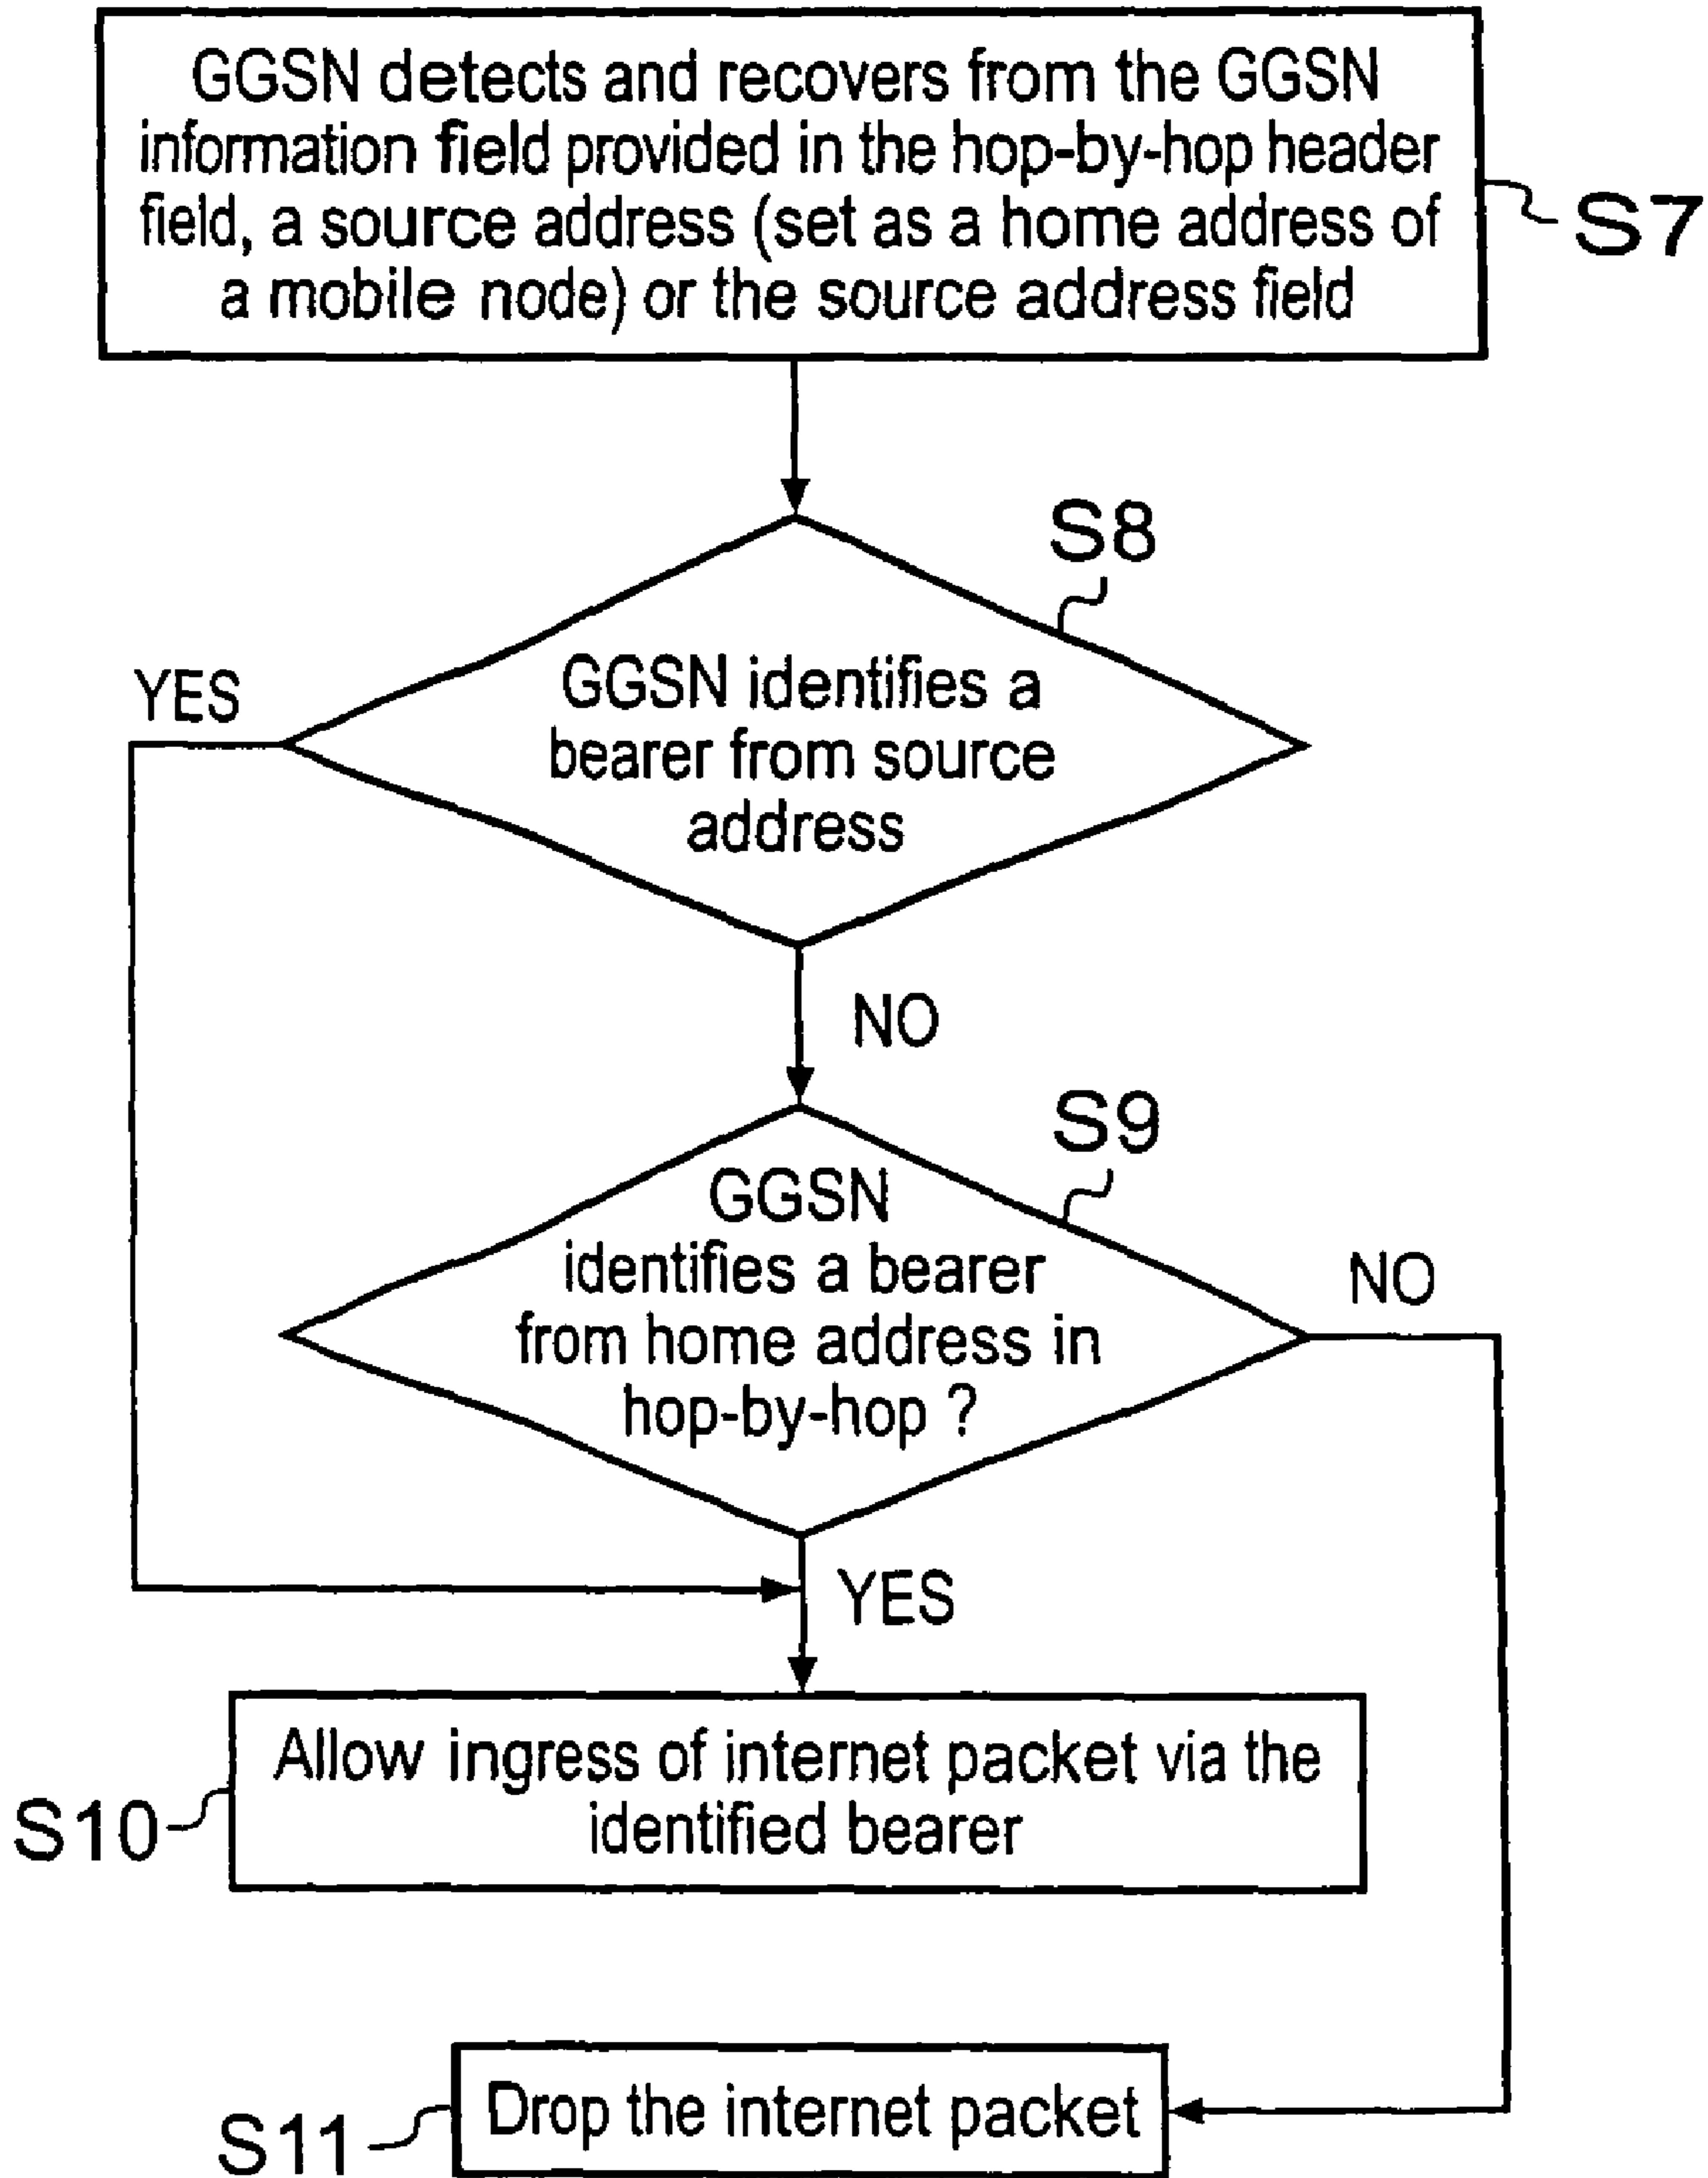 GGSN detects and recovers from the GGSN
information field provided in the hop-by-hop header
field, a source address (set as a home address of
a mobile node) or the source address field
S7
S8
YES
GGSN identifies a
bearer from source
address
NO
S9
GGSN
identifies a bearer
from home address in
hop-by-hop ?
NO
YES
Allow ingress of internet packet via the
identified bearer
S10
Drop the internet packet
S11